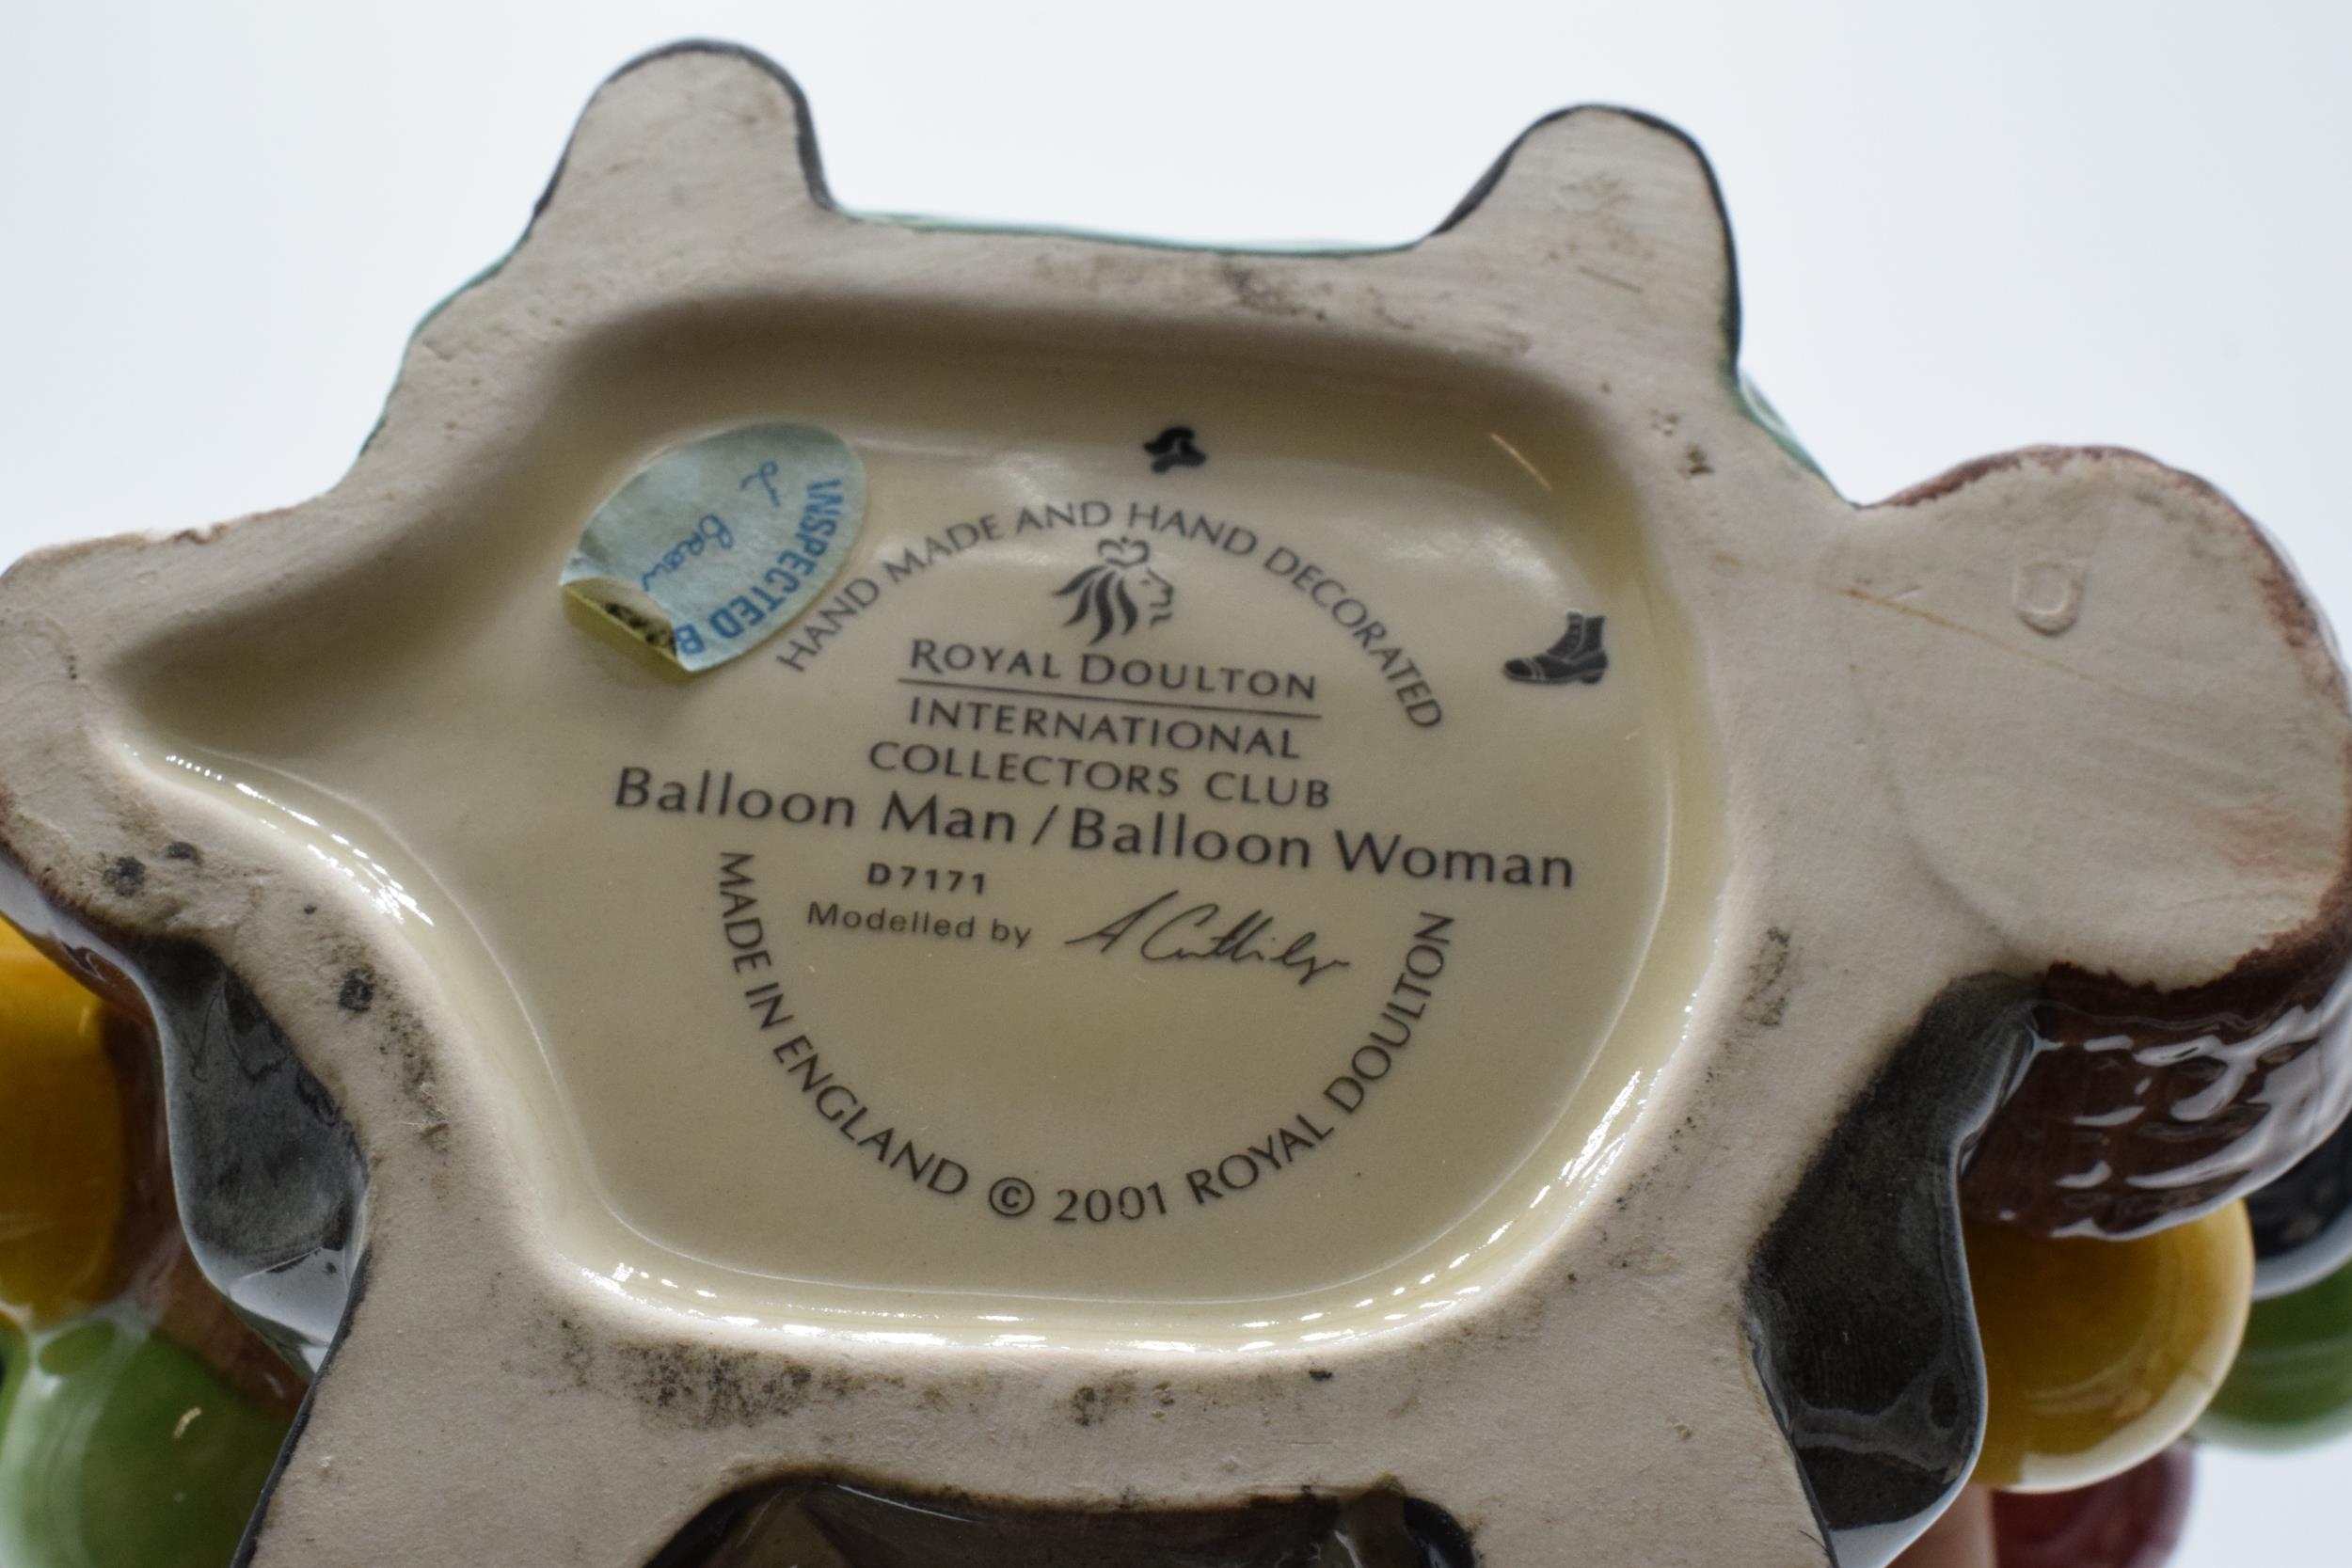 INSPECTED B
HAND MADE AND HAND DECORATED
ROYAL DOULTON
INTERNATIONAL
COLLECTORS CLUB
Balloon Man / Balloon Woman
D7171
Modelled by
MADE IN ENGLAND © 2001 ROYAL DOULTON